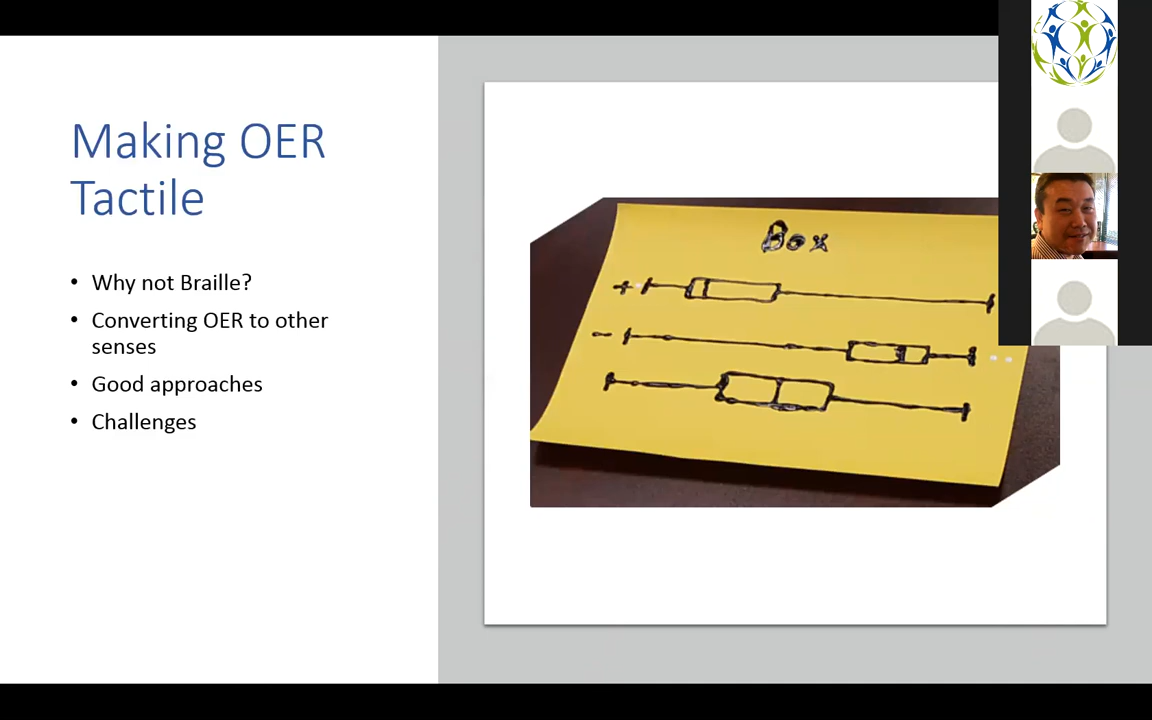 Making OER
Tactile
• Why not Braille?
• Converting OER to other
senses
• Good approaches
• Challenges
Box
+
-